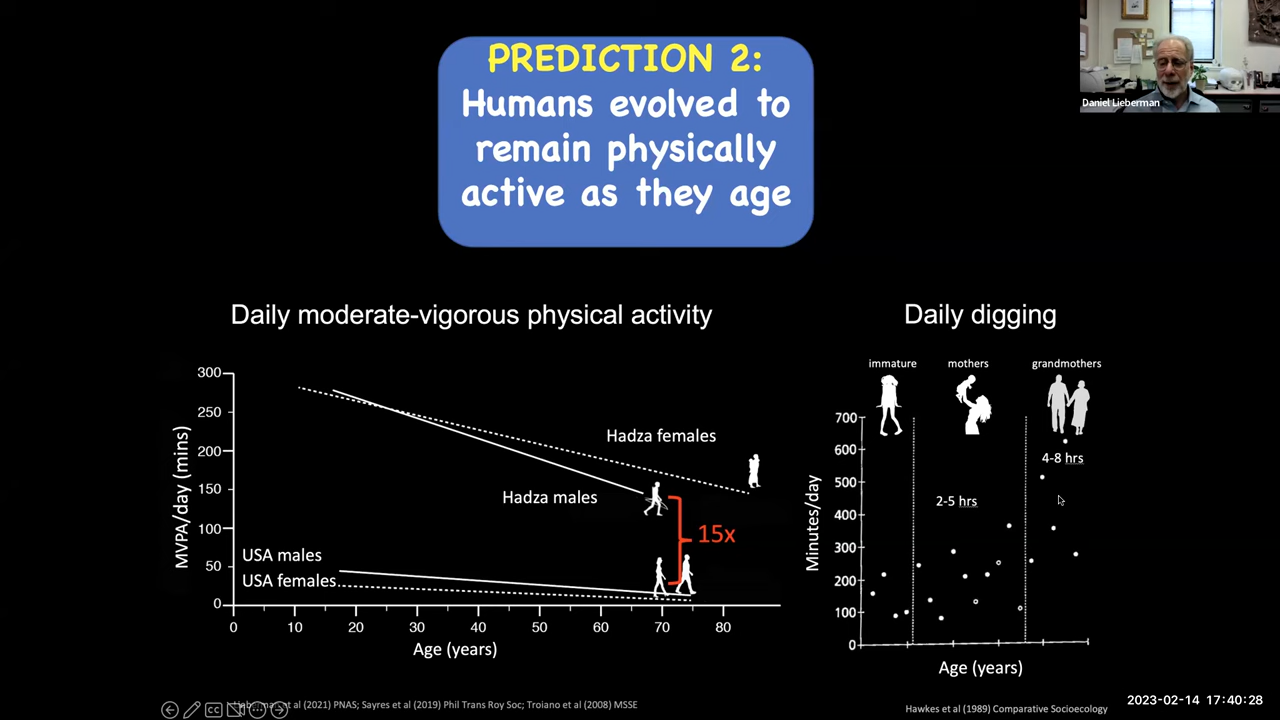 PREDICTION 2:
Humans evolved to
remain physically
active as they age
Daniel Lieberman
Daily moderate-vigorous physical activity
MVPA/day (mins)
300
250
200
150
100
50
0
Hadza females
Hadza males
15x
USA males
USA females
0 10 20 30 40 50 60 70 80
Age (years)
Daily digging
immature mothers grandmothers
Minutes/day
700
600
500
400
300
200
100
0
4-8 hrs
2-5 hrs
Age (years)
et al (2021) PNAS; Sayres et al (2019) Phil Trans Roy Soc; Troiano et al (2008) MSSE
Hawkes et al (1989) Comparative Socioecology
2023-02-14 17:40:28
CC